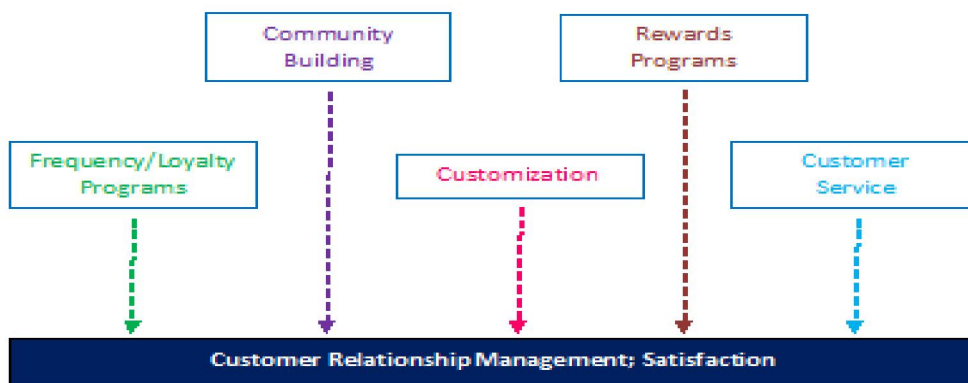 Community
Building
Rewards
Programs
Frequency/Loyalty
Programs
Customization
Customer
Service
Customer Relationship Management; Satisfaction